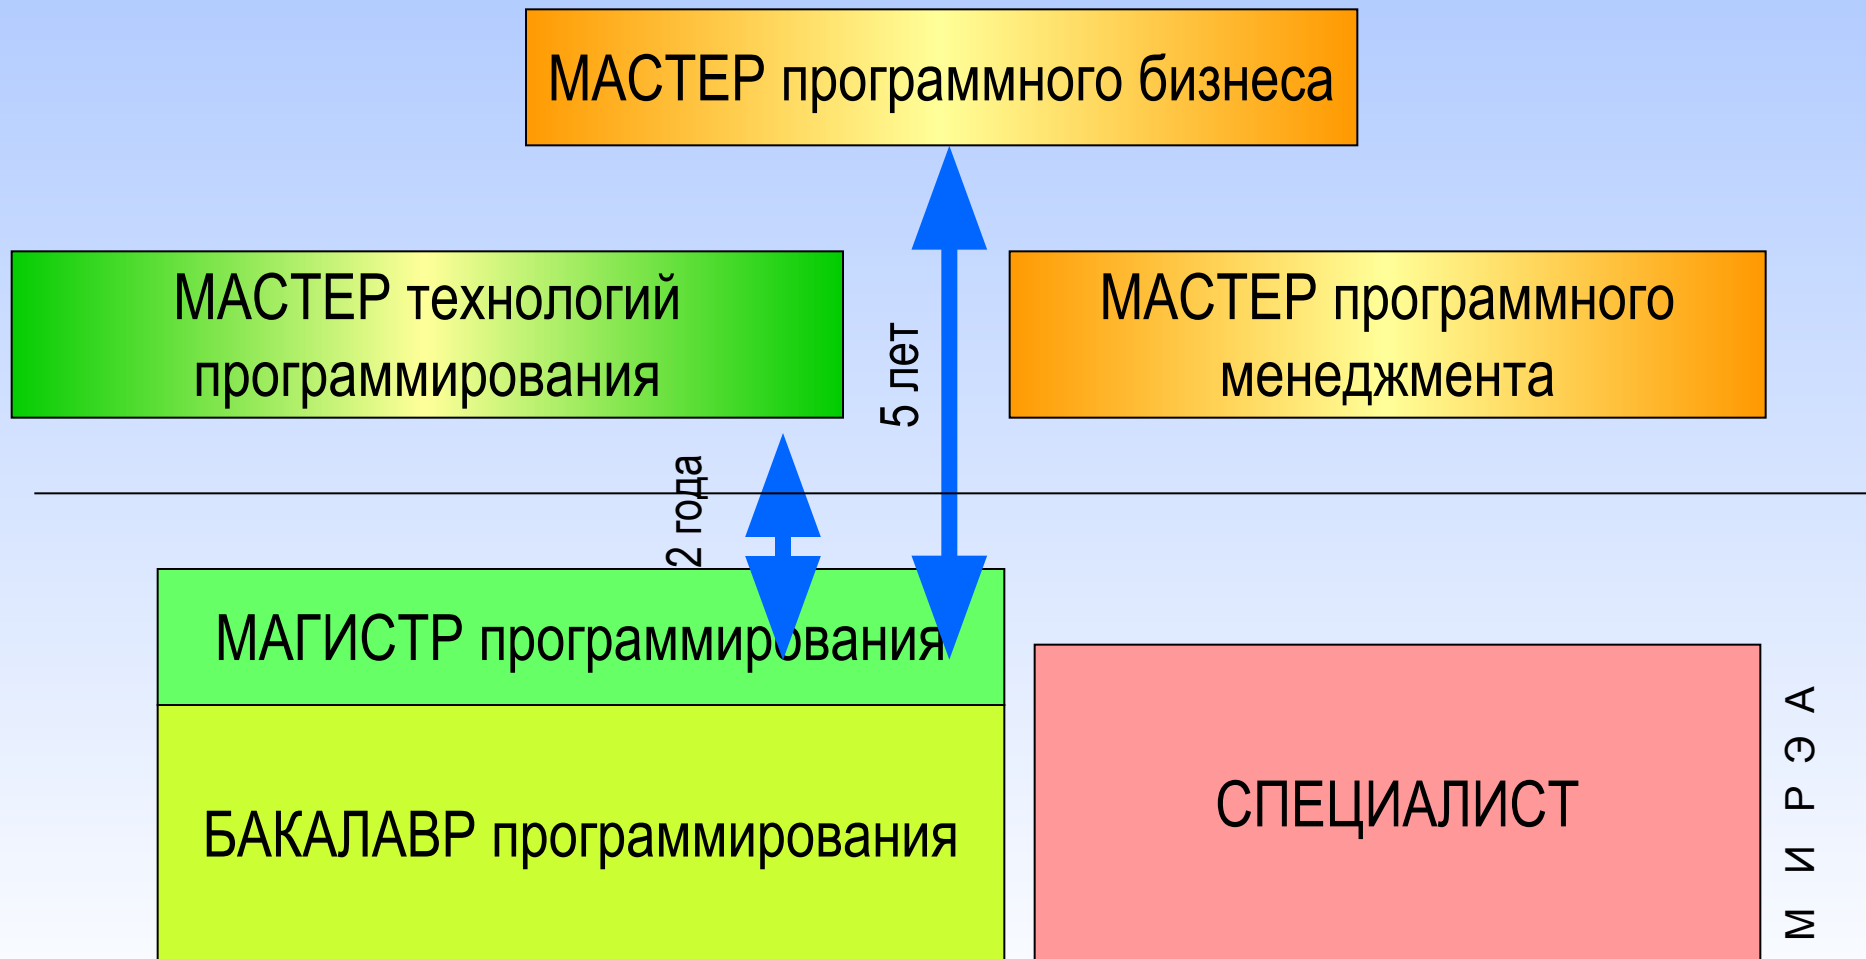 МАСТЕР программного бизнеса
МАСТЕР технологий
программирования
5 лет
МАСТЕР программного
менеджмента
2 года
МАГИСТР программирования
БАКАЛАВР программирования
СПЕЦИАЛИСТ
М И Р Э А